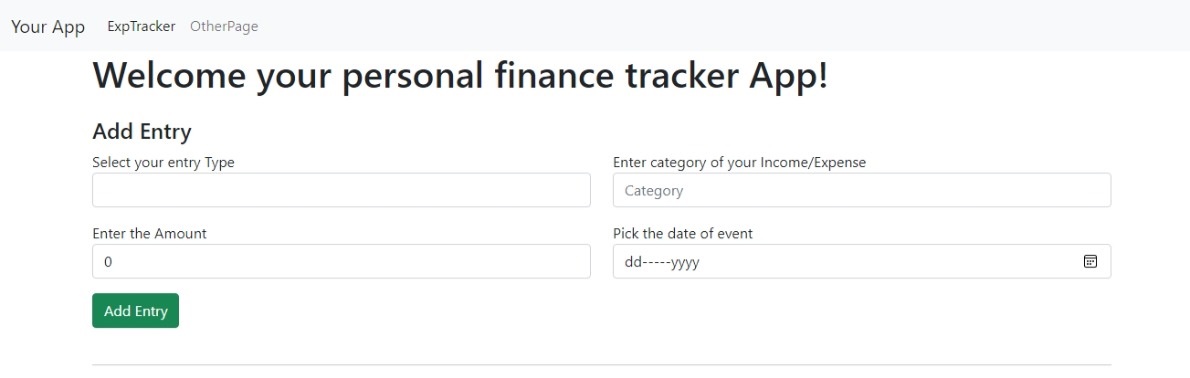 Your App ExpTracker OtherPage
Welcome your personal finance tracker App!
Add Entry
Select your entry Type Enter category of your Income/Expense
Category
Enter the Amount Pick the date of event
0 dd-----yyyy
Add Entry